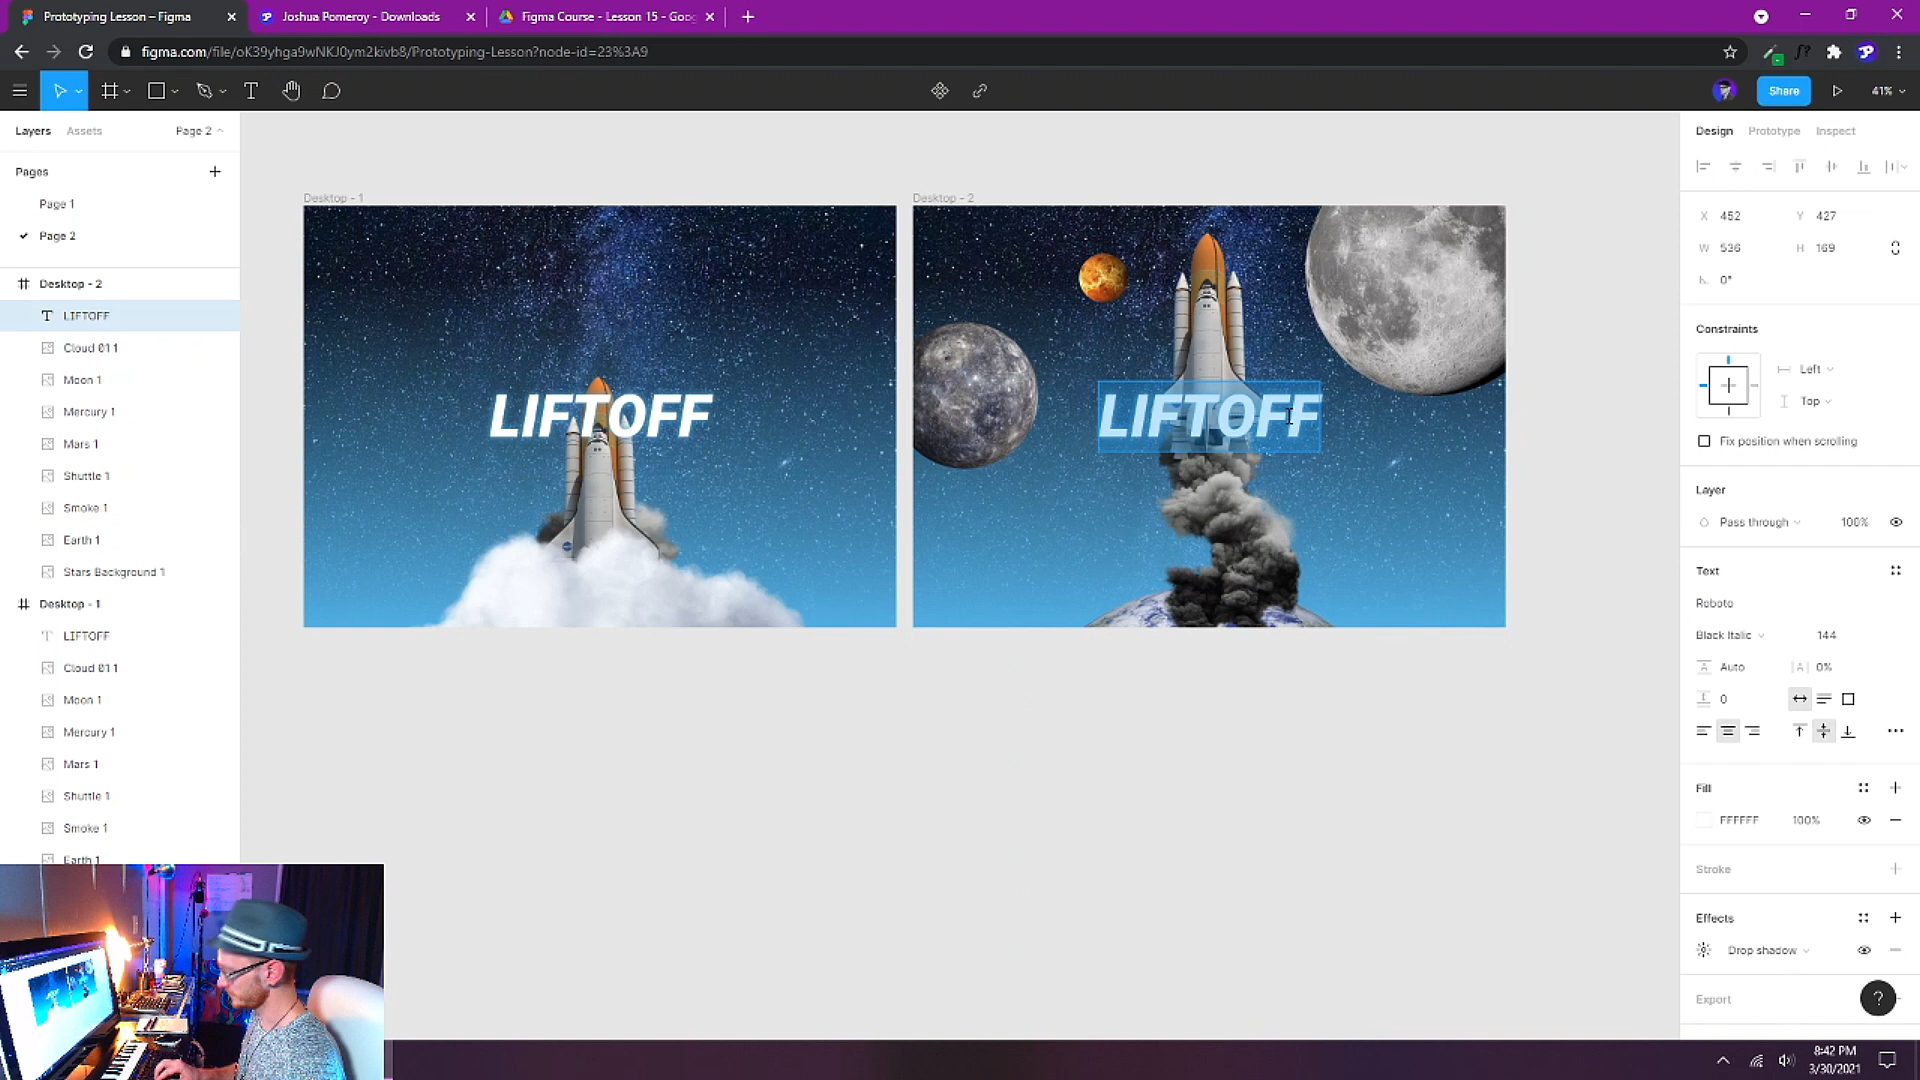 Prototyping Lesson – Figma
Joshua Pomeroy - Downloads
Figma Course - Lesson 15 - Goo
figma.com/file/oK39yhga9wNKJ0ym2kivb8/Prototyping-Lesson?node-id=23%3A9
Share
41%
Layers
Assets
Page 2
Design
Prototype
Inspect
Pages
Page 1
Page 2
Desktop - 2
LIFTOFF
Cloud 01 1
Moon 1
Mercury 1
Mars 1
Shuttle 1
Smoke 1
Earth 1
Stars Background 1
Desktop - 1
LIFTOFF
Cloud 01 1
Moon 1
Mercury 1
Mars 1
Shuttle 1
Smoke 1
Earth 1
Desktop - 1
LIFTOFF
Desktop - 2
LIFTOFF
X 452
Y 427
W 536
H 169
0°
Constraints
Left
Top
Fix position when scrolling
Layer
Pass through
100%
Text
Roboto
Black Italic
144
Auto
0%
0
Fill
FFFFFF
100%
Stroke
Effects
Drop shadow
Export
?
8:42 PM
3/30/2021